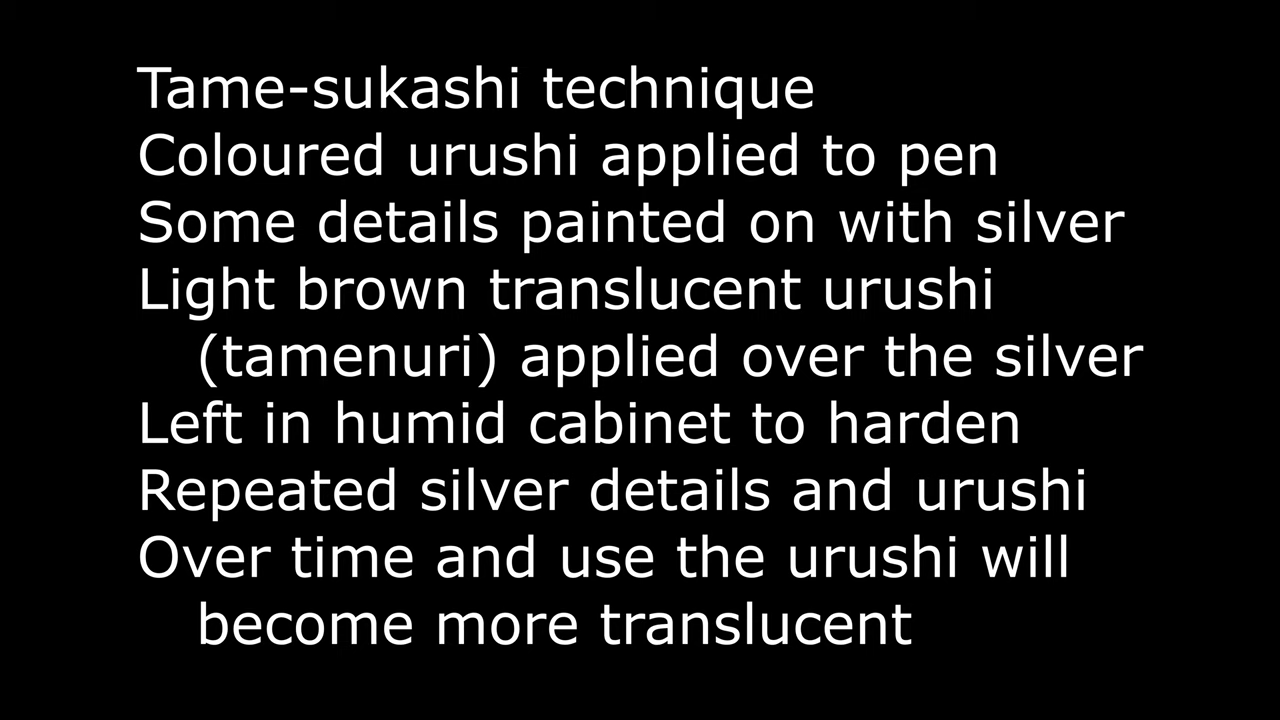 Tame-sukashi technique
Coloured urushi applied to pen
Some details painted on with silver
Light brown translucent urushi
(tamenuri) applied over the silver
Left in humid cabinet to harden
Repeated silver details and urushi
Over time and use the urushi will
become more translucent